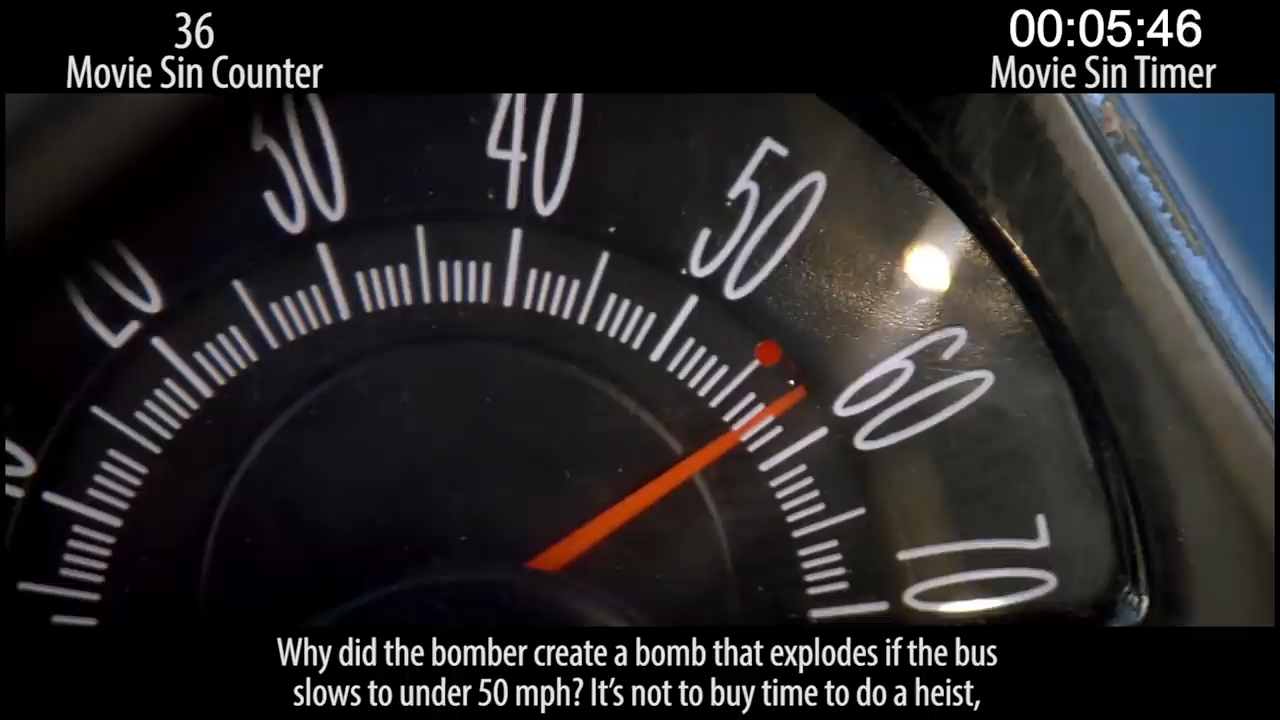 36
Movie Sin Counter
00:05:46
Movie Sin Timer
20
30
40
50
60
70
Why did the bomber create a bomb that explodes if the bus
slows to under 50 mph? It’s not to buy time to do a heist,